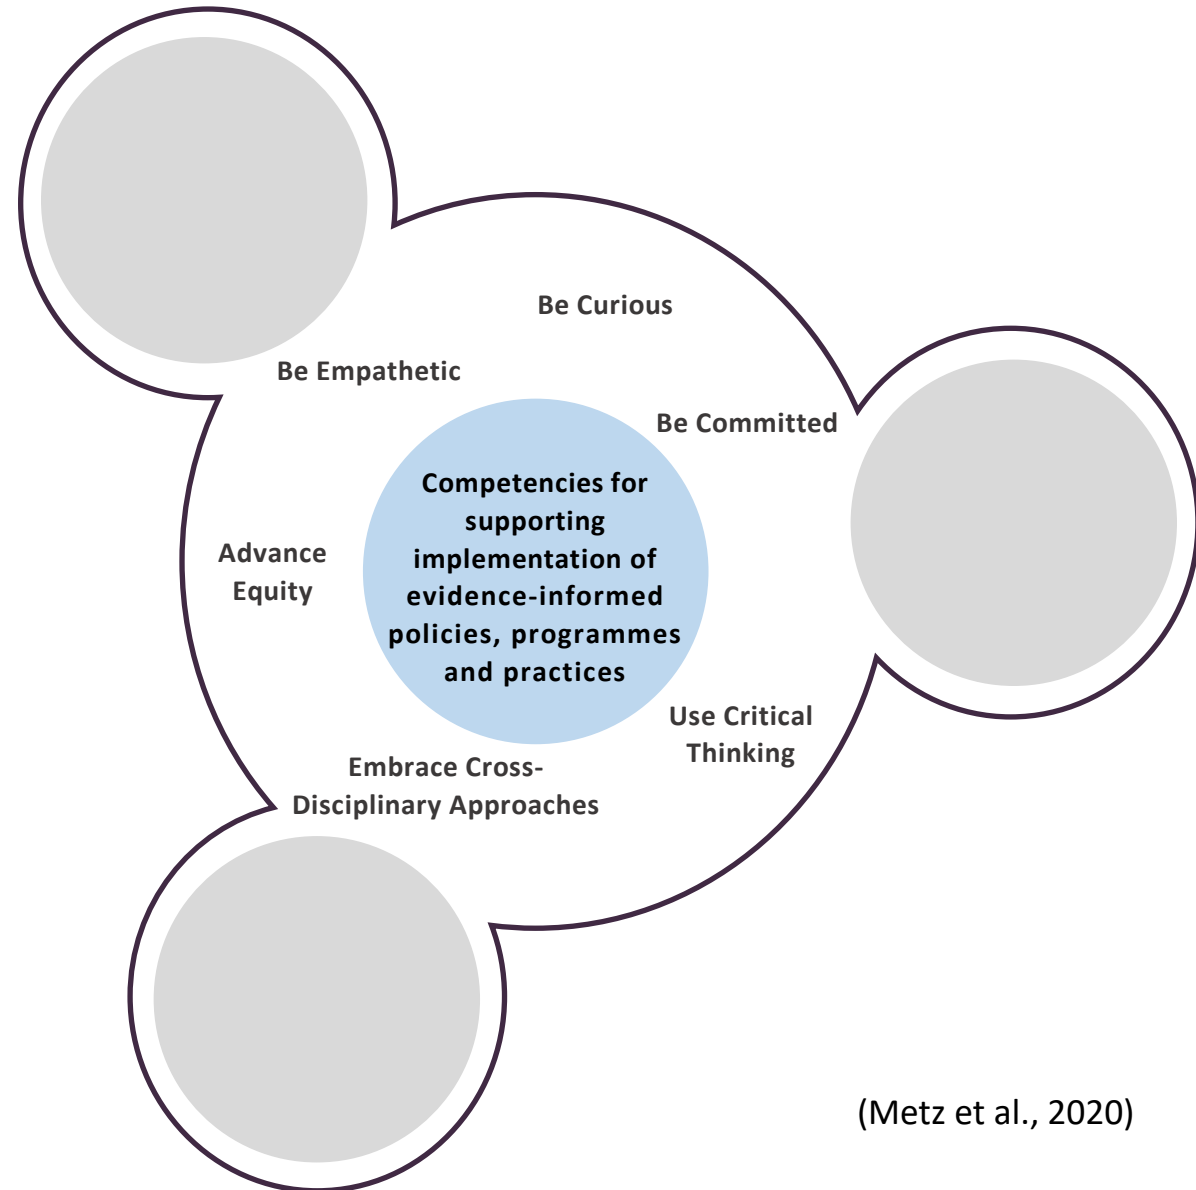 Be Curious
Be Empathetic
Be Committed
Competencies for
supporting
implementation of
evidence-informed
policies, programmes
and practices
Advance
Equity
Use Critical
Thinking
Embrace Cross-
Disciplinary Approaches
(Metz et al., 2020)